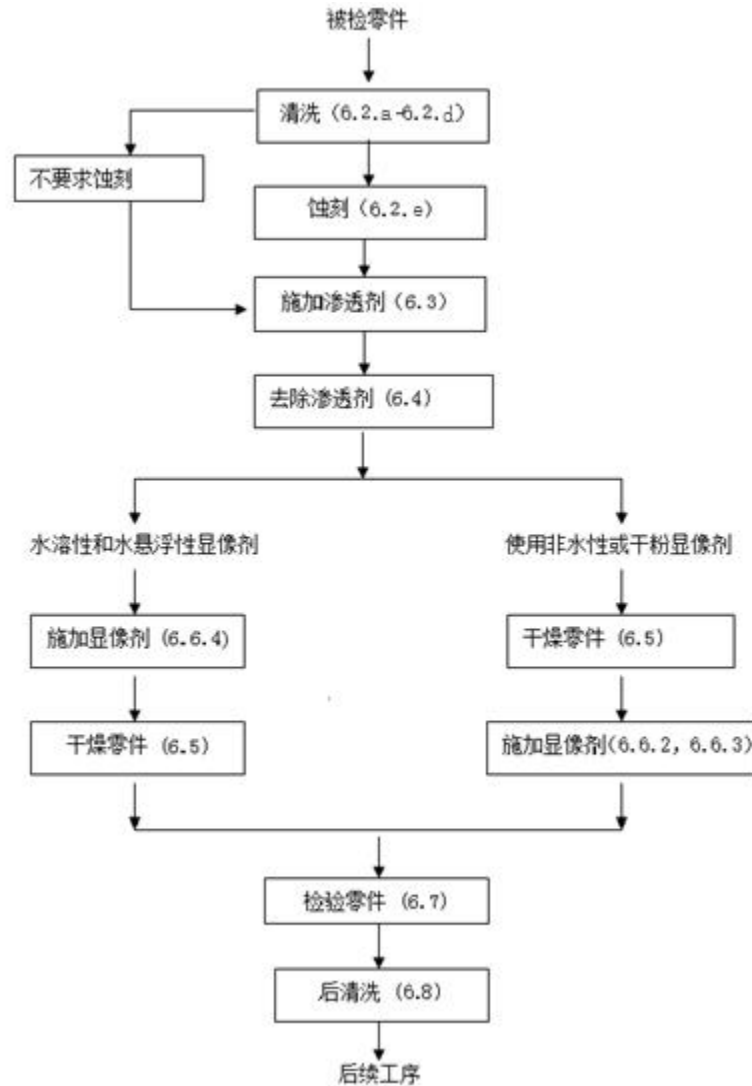 被检零件
清洗（6.2.a-6.2.d）
不要求蚀刻
蚀刻（6.2.e）
施加渗透剂（6.3）
去除渗透剂（6.4）
水溶性和水悬浮性显像剂
使用非水性或干粉显像剂
施加显像剂（6.6.4）
干燥零件（6.5）
干燥零件（6.5）
施加显像剂(6.6.2，6.6.3)
检验零件（6.7）
后清洗（6.8）
后续工序